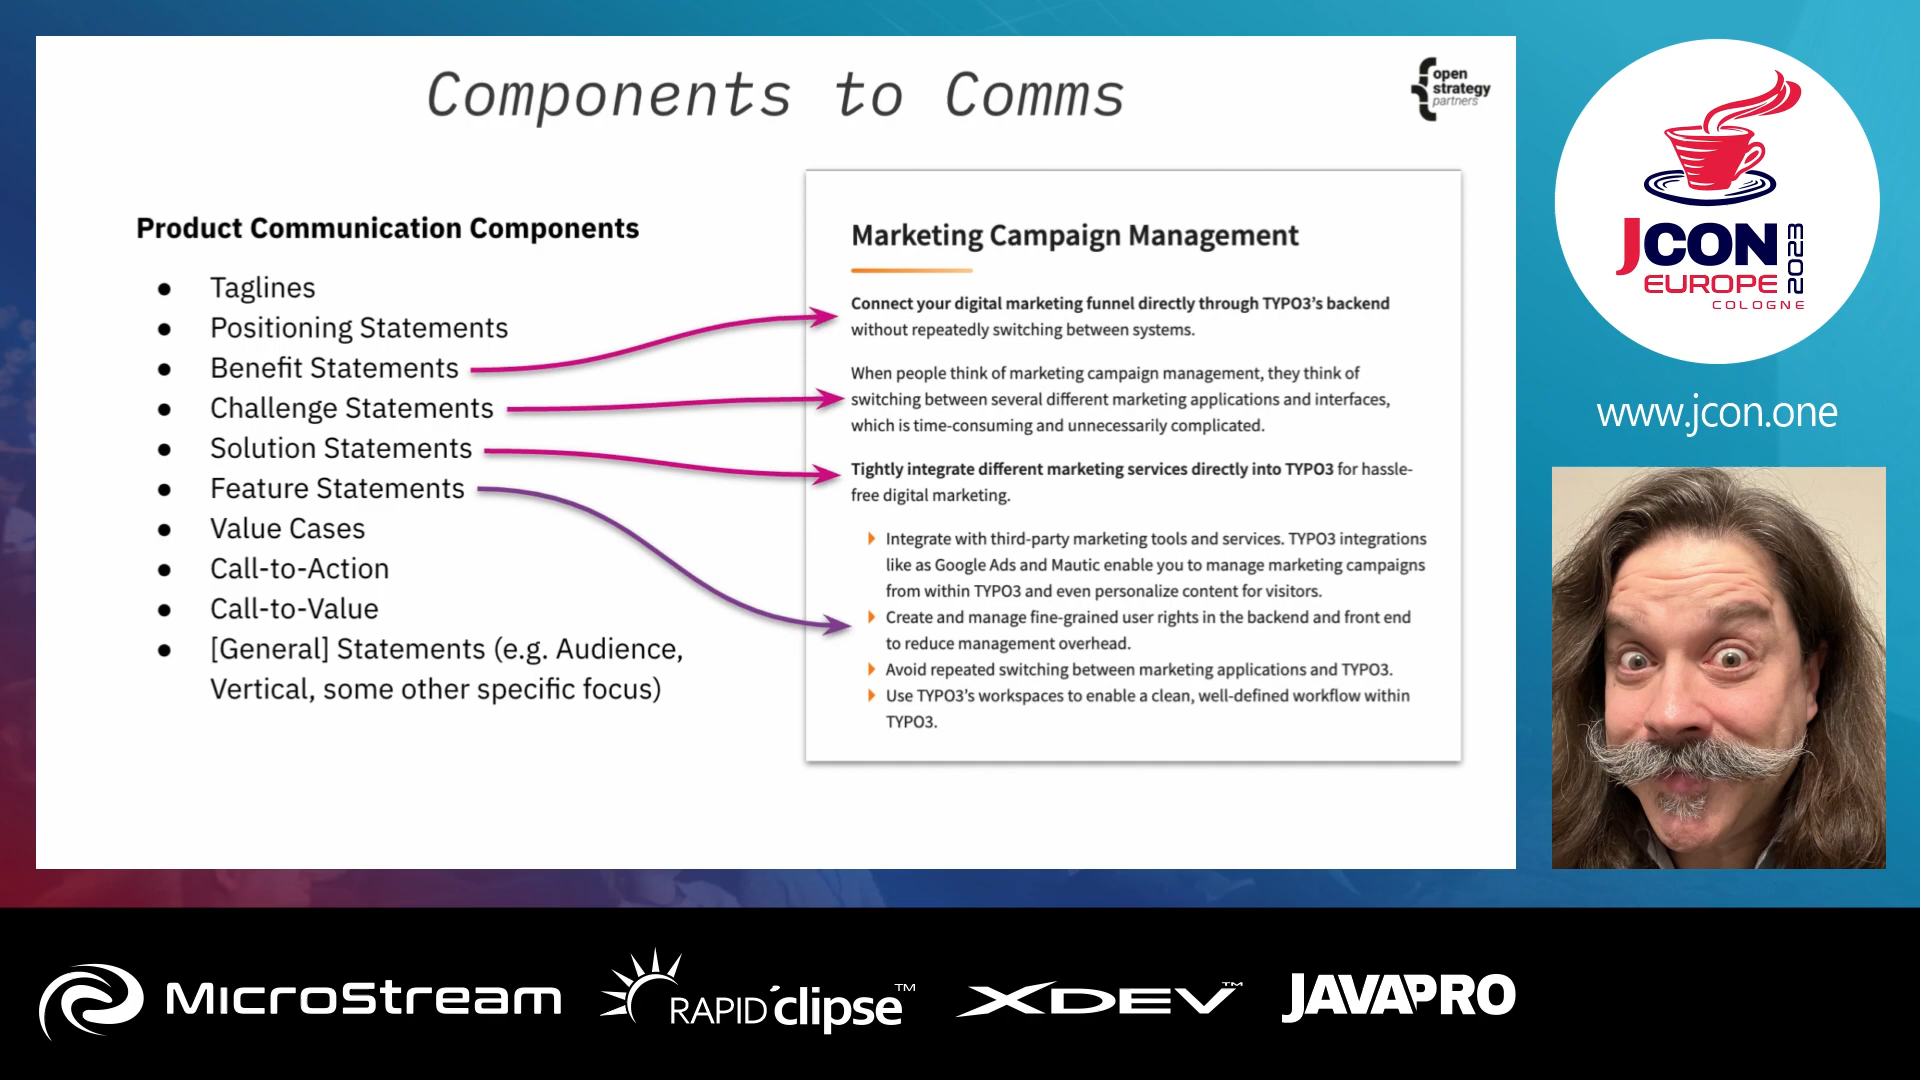 Components to Comms
open
strategy
partners
Product Communication Components
● Taglines
● Positioning Statements
● Benefit Statements
● Challenge Statements
● Solution Statements
● Feature Statements
● Value Cases
● Call-to-Action
● Call-to-Value
● [General] Statements (e.g. Audience,
Vertical, some other specific focus)
Marketing Campaign Management
Connect your digital marketing funnel directly through TYPO3’s backend
without repeatedly switching between systems.
When people think of marketing campaign management, they think of
switching between several different marketing applications and interfaces,
which is time-consuming and unnecessarily complicated.
Tightly integrate different marketing services directly into TYPO3 for hassle-
free digital marketing.
Integrate with third-party marketing tools and services. TYPO3 integrations
like as Google Ads and Mautic enable you to manage marketing campaigns
from within TYPO3 and even personalize content for visitors.
Create and manage fine-grained user rights in the backend and front end
to reduce management overhead.
Avoid repeated switching between marketing applications and TYPO3.
Use TYPO3’s workspaces to enable a clean, well-defined workflow within
TYPO3.
JCON
EUROPE
2023
COLOGNE
www.jcon.one
MICROSTREAM
RAPIDclipse™
XDEV™
JAVAPRO